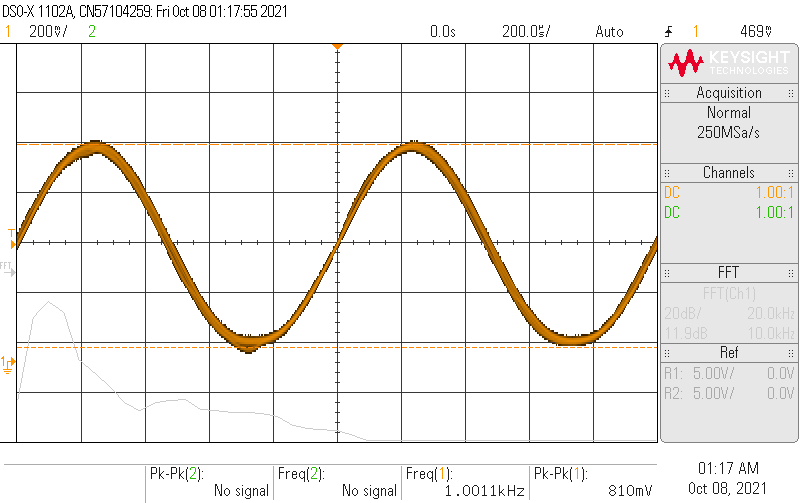 DSO-X 1102A, CN57104259: Fri Oct 08 01:17:55 2021
1 200mV/ 2 0.0s 200.0us/ Auto 1 469mV
KEYSIGHT
TECHNOLOGIES
Acquisition
Normal
250MSa/s
Channels
DC 1.00:1
DC 1.00:1
T
FFT
FFT
FFT(Ch1)
20dB/ 20.0kHz
11.9dB 10.0kHz
1
Ref
R1: 5.00V/ 0.0V
R2: 5.00V/ 0.0V
Pk-Pk(2): Freq(2): Freq(1): Pk-Pk(1):
No signal No signal 1.0011kHz 810mV
01:17 AM
Oct 08, 2021